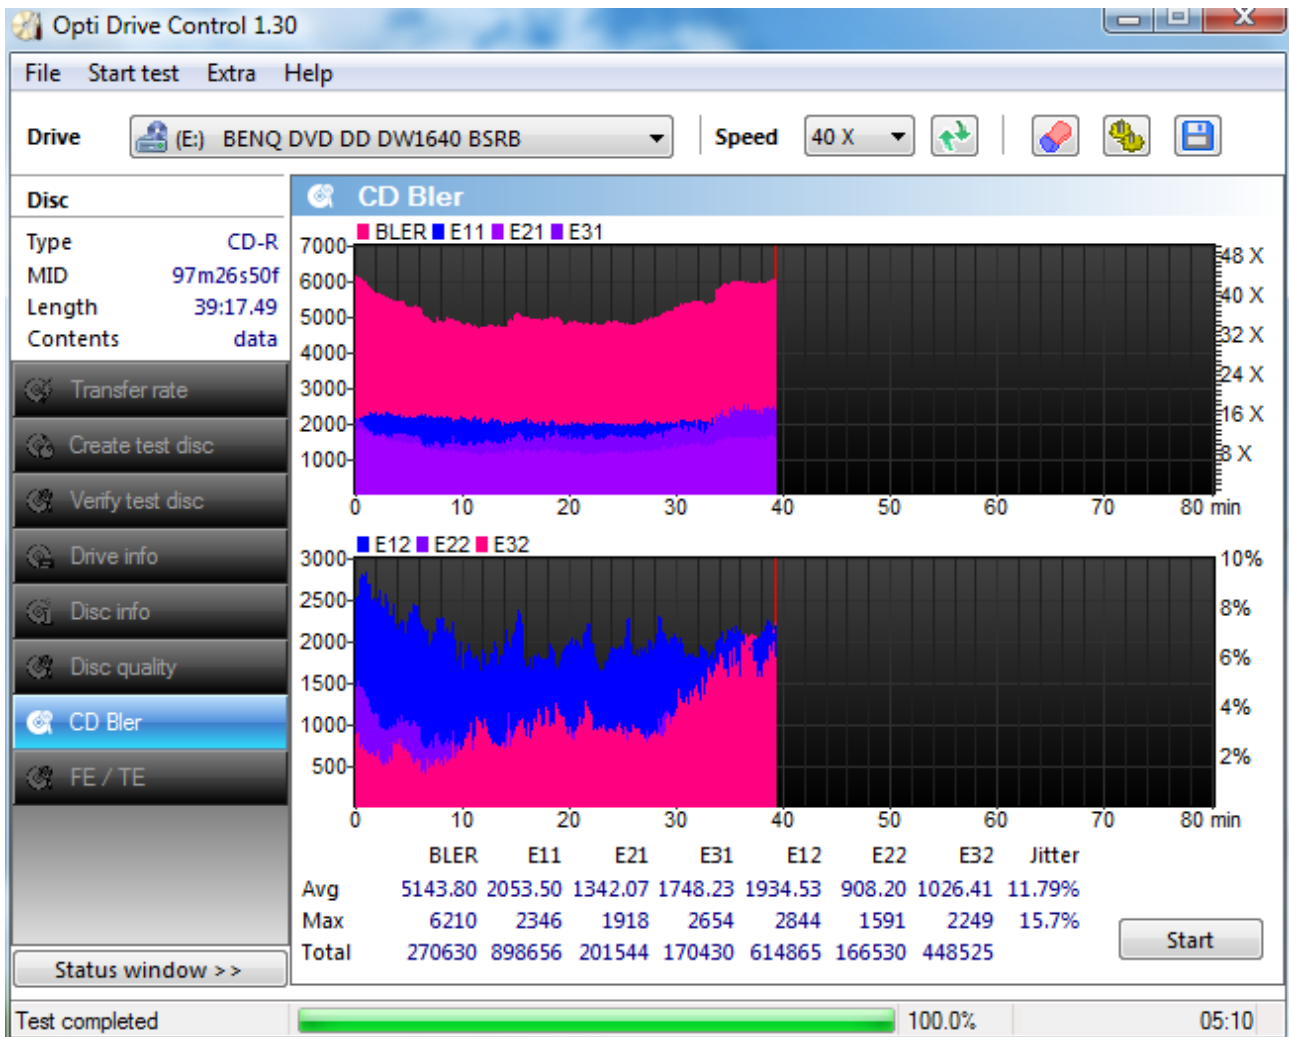 Opti Drive Control 1.30
File Start test Extra Help
Drive (E:) BENQ DVD DD DW1640 BSRB Speed 40 X
Disc
Type CD-R
MID 97m26s50f
Length 39:17.49
Contents data
Transfer rate
Create test disc
Verify test disc
Drive info
Disc info
Disc quality
CD Bler
FE / TE
Status window >>
CD Bler
BLER E11 E21 E31
7000
6000
5000
4000
3000
2000
1000
48 X
40 X
32 X
24 X
16 X
8 X
0 10 20 30 40 50 60 70 80 min
E12 E22 E32
3000
2500
2000
1500
1000
500
10%
8%
6%
4%
2%
0 10 20 30 40 50 60 70 80 min
BLER E11 E21 E31 E12 E22 E32 Jitter
Avg 5143.80 2053.50 1342.07 1748.23 1934.53 908.20 1026.41 11.79%
Max 6210 2346 1918 2654 2844 1591 2249 15.7%
Total 270630 898656 201544 170430 614865 166530 448525
Start
Test completed 100.0% 05:10